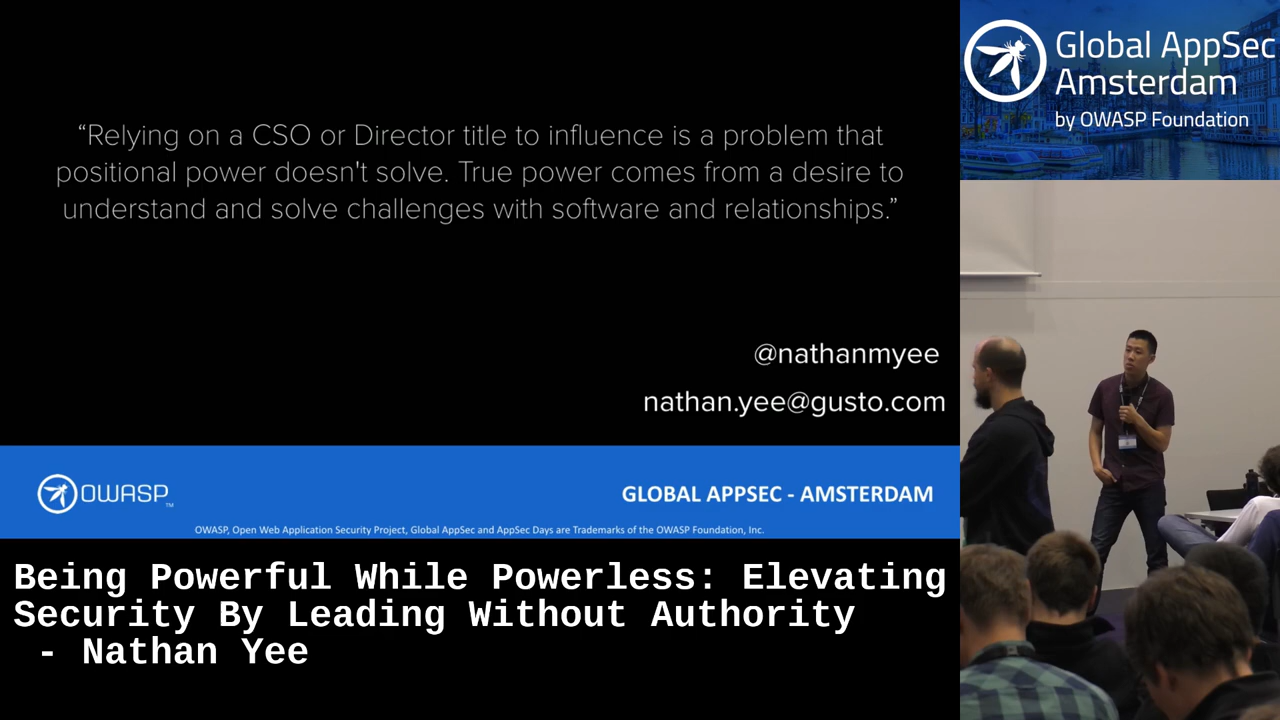 “Relying on a CSO or Director title to influence is a problem that
positional power doesn't solve. True power comes from a desire to
understand and solve challenges with software and relationships.”
@nathanmyee
nathan.yee@gusto.com
OWASP™
GLOBAL APPSEC - AMSTERDAM
OWASP, Open Web Application Security Project, Global AppSec and AppSec Days are Trademarks of the OWASP Foundation, Inc.
Being Powerful While Powerless: Elevating
Security By Leading Without Authority
- Nathan Yee
Global AppSec
Amsterdam
by OWASP Foundation